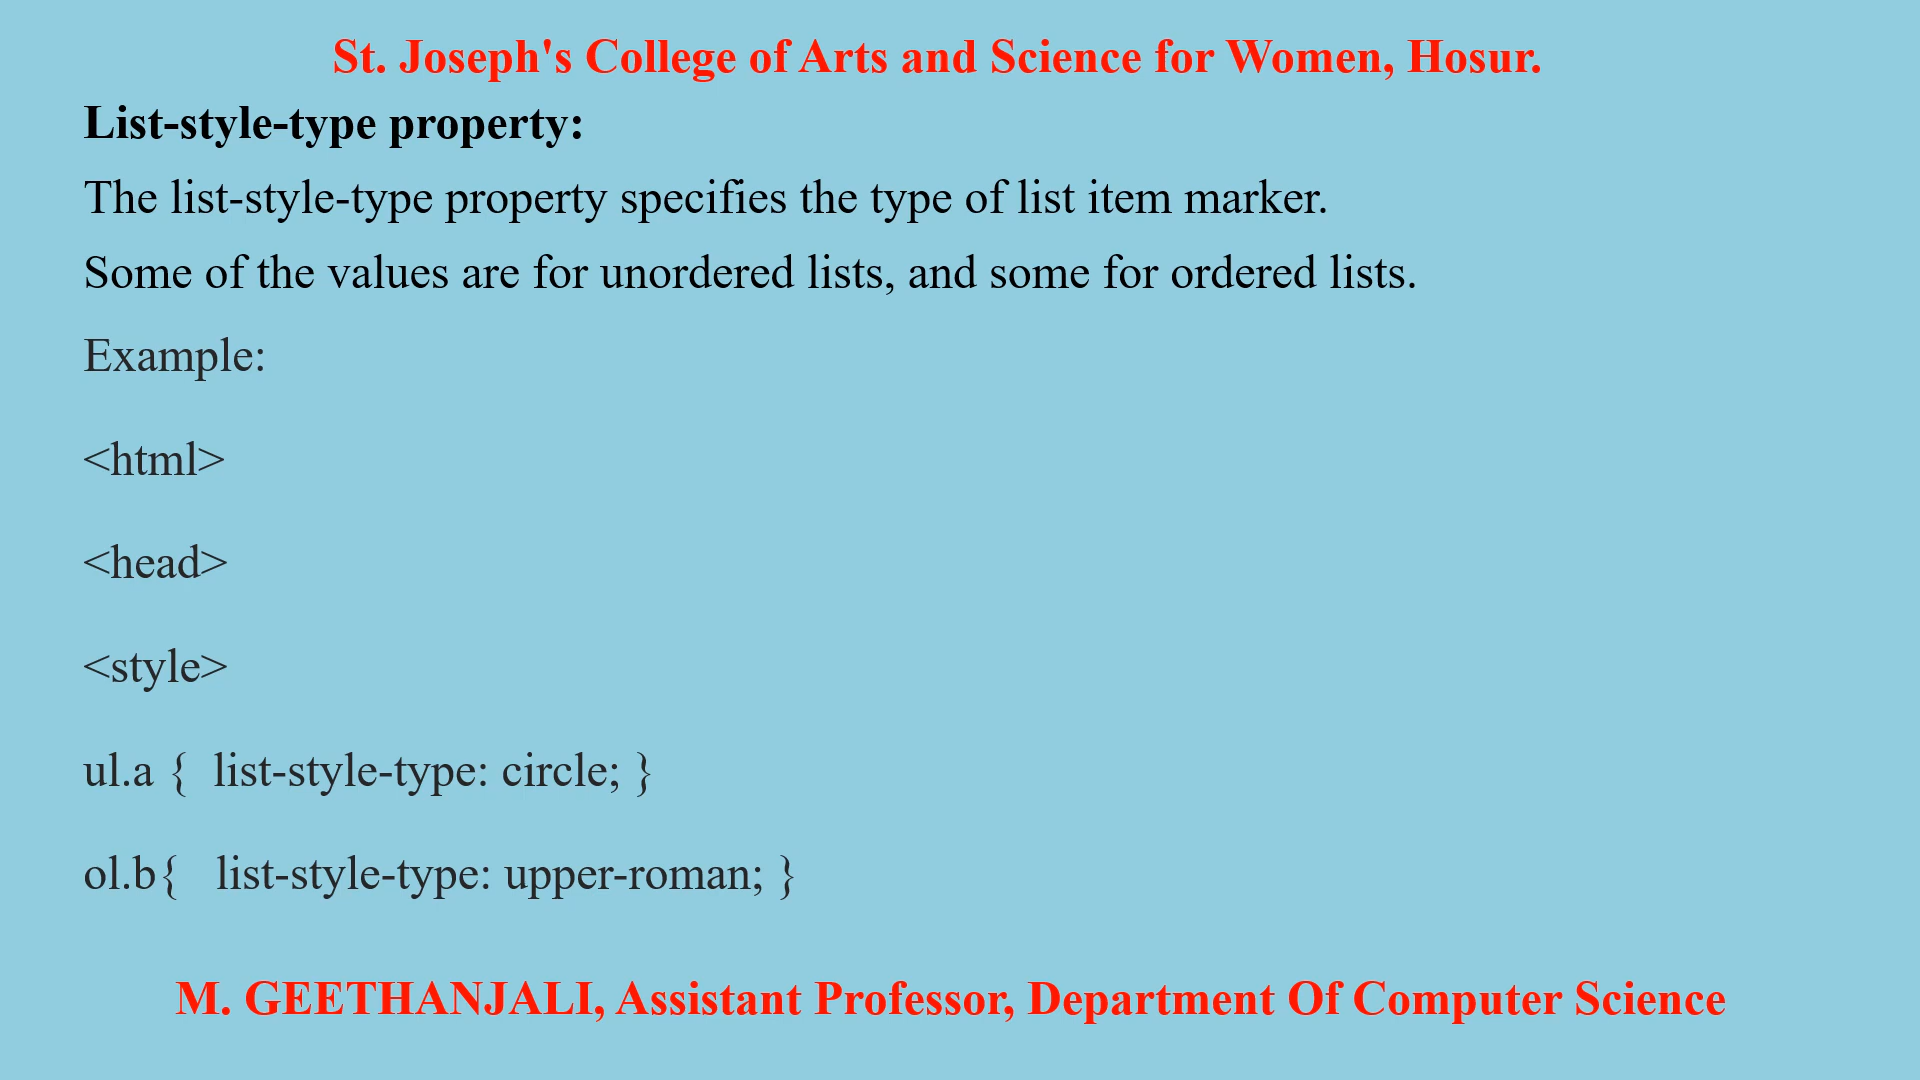 St. Joseph's College of Arts and Science for Women, Hosur.
List-style-type property:
The list-style-type property specifies the type of list item marker.
Some of the values are for unordered lists, and some for ordered lists.
Example:
<html>
<head>
<style>
ul.a {  list-style-type: circle; }
ol.b{   list-style-type: upper-roman; }
M. GEETHANJALI, Assistant Professor, Department Of Computer Science